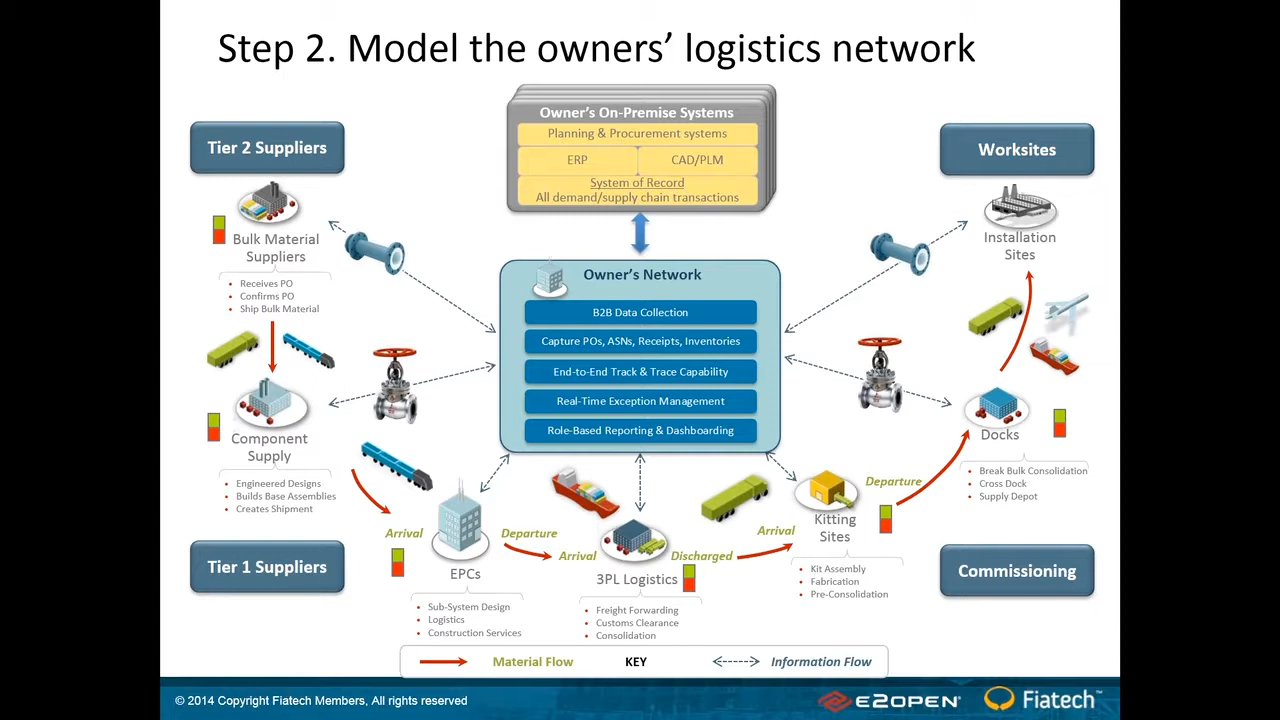 Step 2. Model the owners’ logistics network
Owner’s On-Premise Systems
Planning & Procurement systems
ERP
CAD/PLM
System of Record
All demand/supply chain transactions
Tier 2 Suppliers
Worksites
Bulk Material
Suppliers
Receives PO
Confirms PO
Ship Bulk Material
Installation
Sites
Owner’s Network
B2B Data Collection
Capture POs, ASNs, Receipts, Inventories
End-to-End Track & Trace Capability
Real-Time Exception Management
Role-Based Reporting & Dashboarding
Component
Supply
Engineered Designs
Builds Base Assemblies
Creates Shipment
Docks
Break Bulk Consolidation
Cross Dock
Supply Depot
Tier 1 Suppliers
Arrival
EPCs
Sub-System Design
Logistics
Construction Services
Departure
Arrival
3PL Logistics
Freight Forwarding
Customs Clearance
Consolidation
Discharged
Arrival
Kitting
Sites
Kit Assembly
Fabrication
Pre-Consolidation
Departure
Commissioning
Material Flow
KEY
Information Flow
© 2014 Copyright Fiatech Members, All rights reserved
E2OPEN
Fiatech